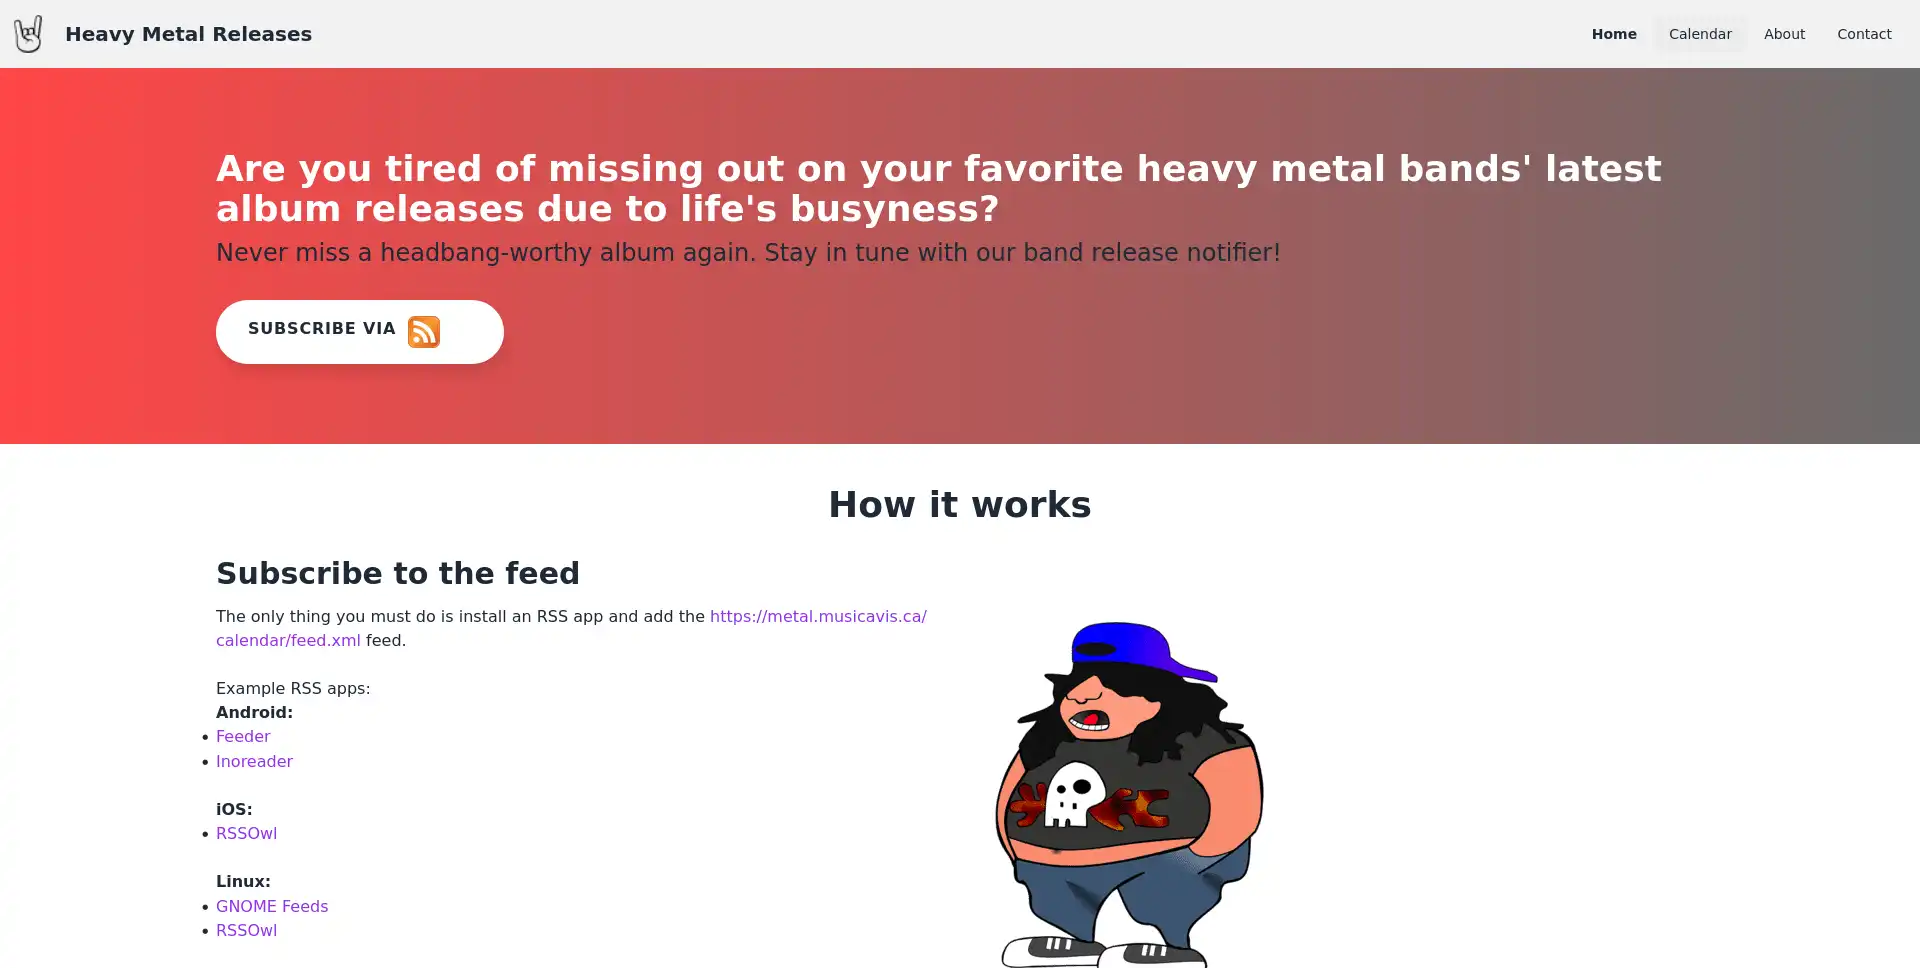 Heavy Metal Releases
Home
Calendar
About
Contact
Are you tired of missing out on your favorite heavy metal bands' latest
album releases due to life's busyness?
Never miss a headbang-worthy album again. Stay in tune with our band release notifier!
SUBSCRIBE VIA
How it works
Subscribe to the feed
The only thing you must do is install an RSS app and add the https://metal.musicavis.ca/
calendar/feed.xml feed.
Example RSS apps:
Android:
• Feeder
• Inoreader
iOS:
• RSSOwl
Linux:
• GNOME Feeds
• RSSOwl